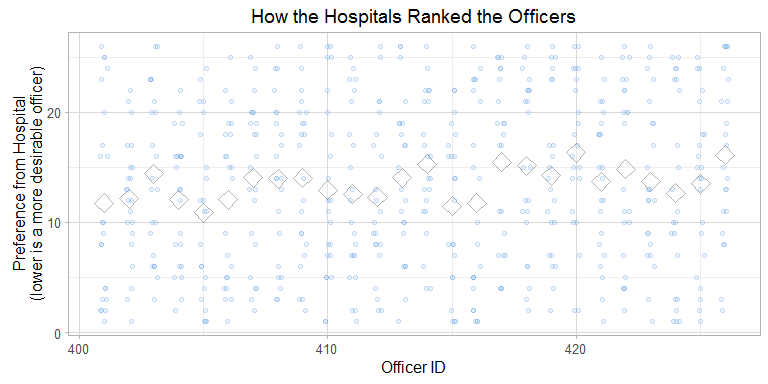 How the Hospitals Ranked the Officers
Preference from Hospital
(lower is a more desirable officer)
20
10
0
400
410
420
Officer ID